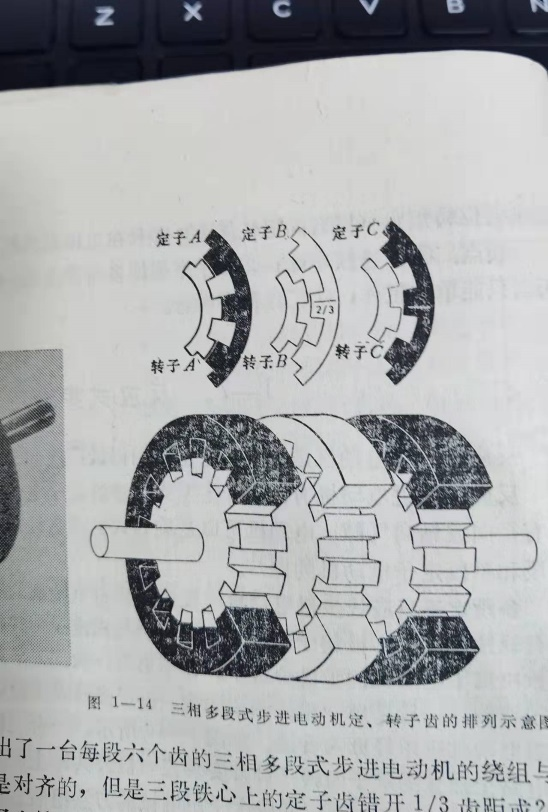 Z X C V B N
定子A 定子B 定子C
2/3
转子A 转子B 转子C
图 1—14 三相多段式步进电动机定、转子齿的排列示意图
出了一台每段六个齿的三相多段式步进电动机的绕组与
是对齐的，但是三段铁心上的定子齿错开1/3齿距式